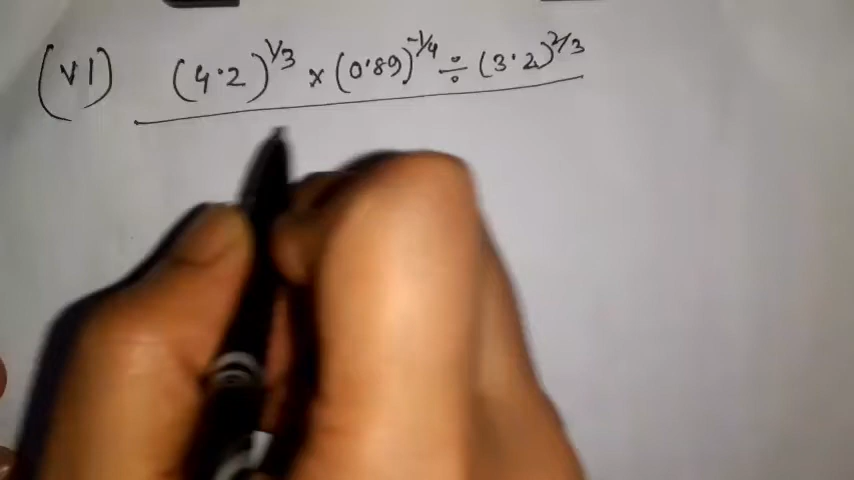 (VI) (4·2)^1/3 × (0·89)^-1/4 ÷ (3·2)^2/3